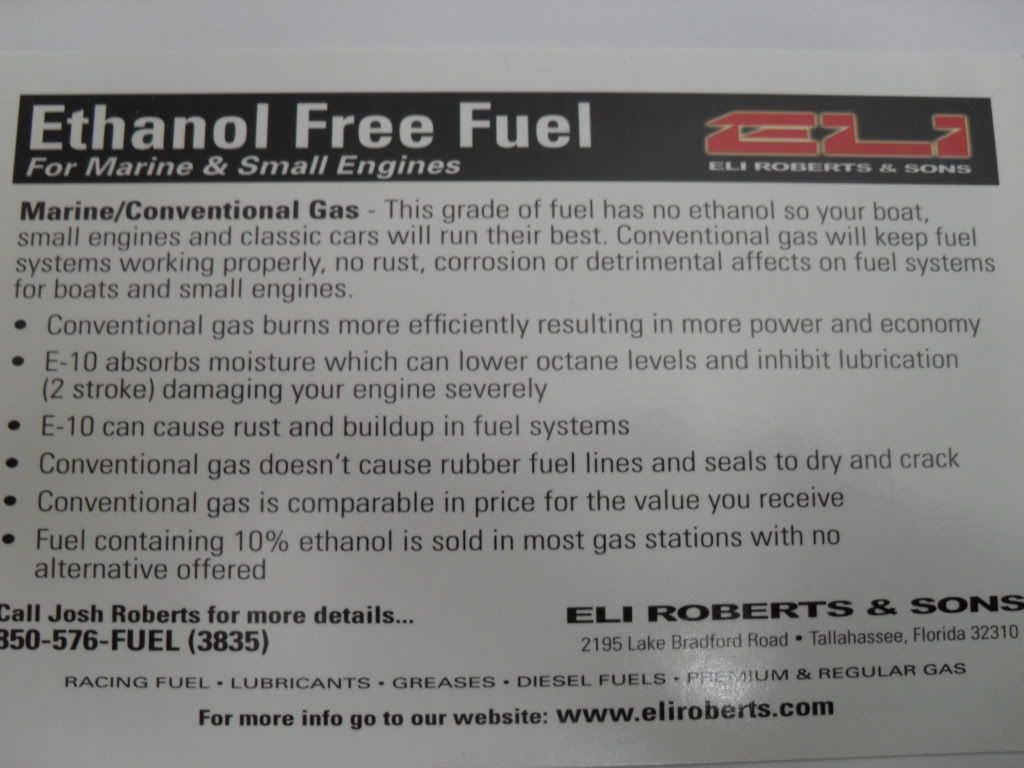 Ethanol Free Fuel
For Marine & Small Engines
ELI
ELI ROBERTS & SONS
Marine/Conventional Gas - This grade of fuel has no ethanol so your boat,
small engines and classic cars will run their best. Conventional gas will keep fuel
systems working properly, no rust, corrosion or detrimental affects on fuel systems
for boats and small engines.
• Conventional gas burns more efficiently resulting in more power and economy
• E-10 absorbs moisture which can lower octane levels and inhibit lubrication
(2 stroke) damaging your engine severely
• E-10 can cause rust and buildup in fuel systems
• Conventional gas doesn't cause rubber fuel lines and seals to dry and crack
• Conventional gas is comparable in price for the value you receive
• Fuel containing 10% ethanol is sold in most gas stations with no
alternative offered
Call Josh Roberts for more details...
850-576-FUEL (3835)
ELI ROBERTS & SONS
2195 Lake Bradford Road • Tallahassee, Florida 32310
RACING FUEL • LUBRICANTS • GREASES • DIESEL FUELS • PREMIUM & REGULAR GAS
For more info go to our website: www.eliroberts.com